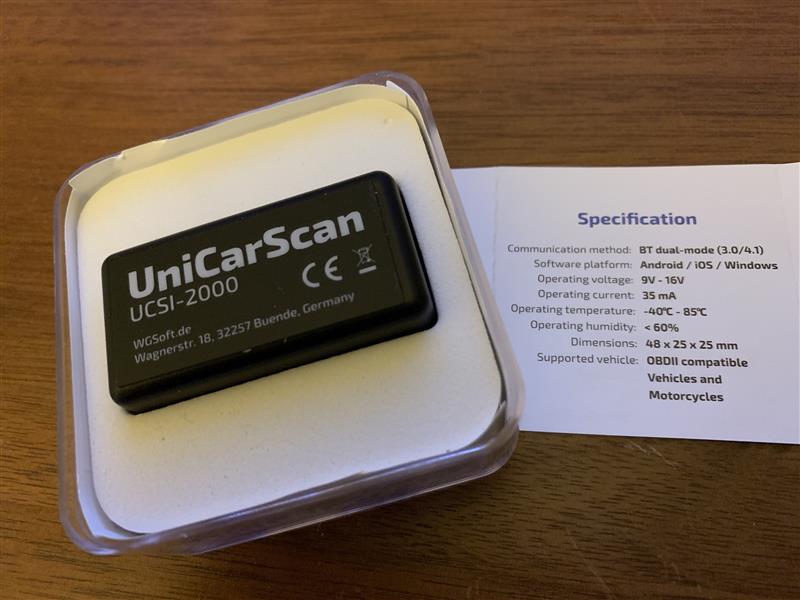 UniCarScan
UCSI-2000
CE
WGSoft.de
Wagnerstr. 18, 32257 Buende, Germany
Specification
Communication method: BT dual-mode (3.0/4.1)
Software platform: Android / iOS / Windows
Operating voltage: 9V - 16V
Operating current: 35 mA
Operating temperature: -40℃ - 85℃
Operating humidity: < 60%
Dimensions: 48 x 25 x 25 mm
Supported vehicle: OBDII compatible
Vehicles and
Motorcycles